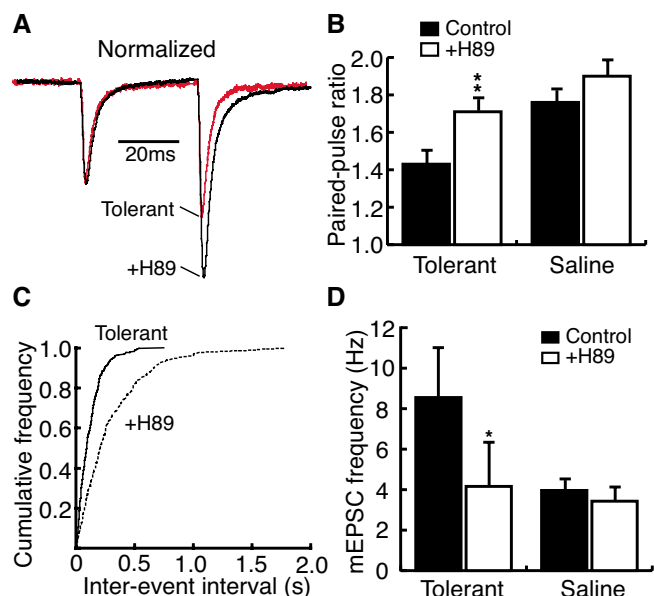 A
Normalized
20ms
Tolerant
+H89
B
Control
+H89
Paired-pulse ratio
2.0
1.8
1.6
1.4
1.2
1.0
**
Tolerant
Saline
C
Tolerant
+H89
Cumulative frequency
1.0
0.8
0.6
0.4
0.2
0
0.5
1.0
1.5
2.0
Inter-event interval (s)
D
Control
+H89
mEPSC frequency (Hz)
12
10
8
6
4
2
0
*
Tolerant
Saline